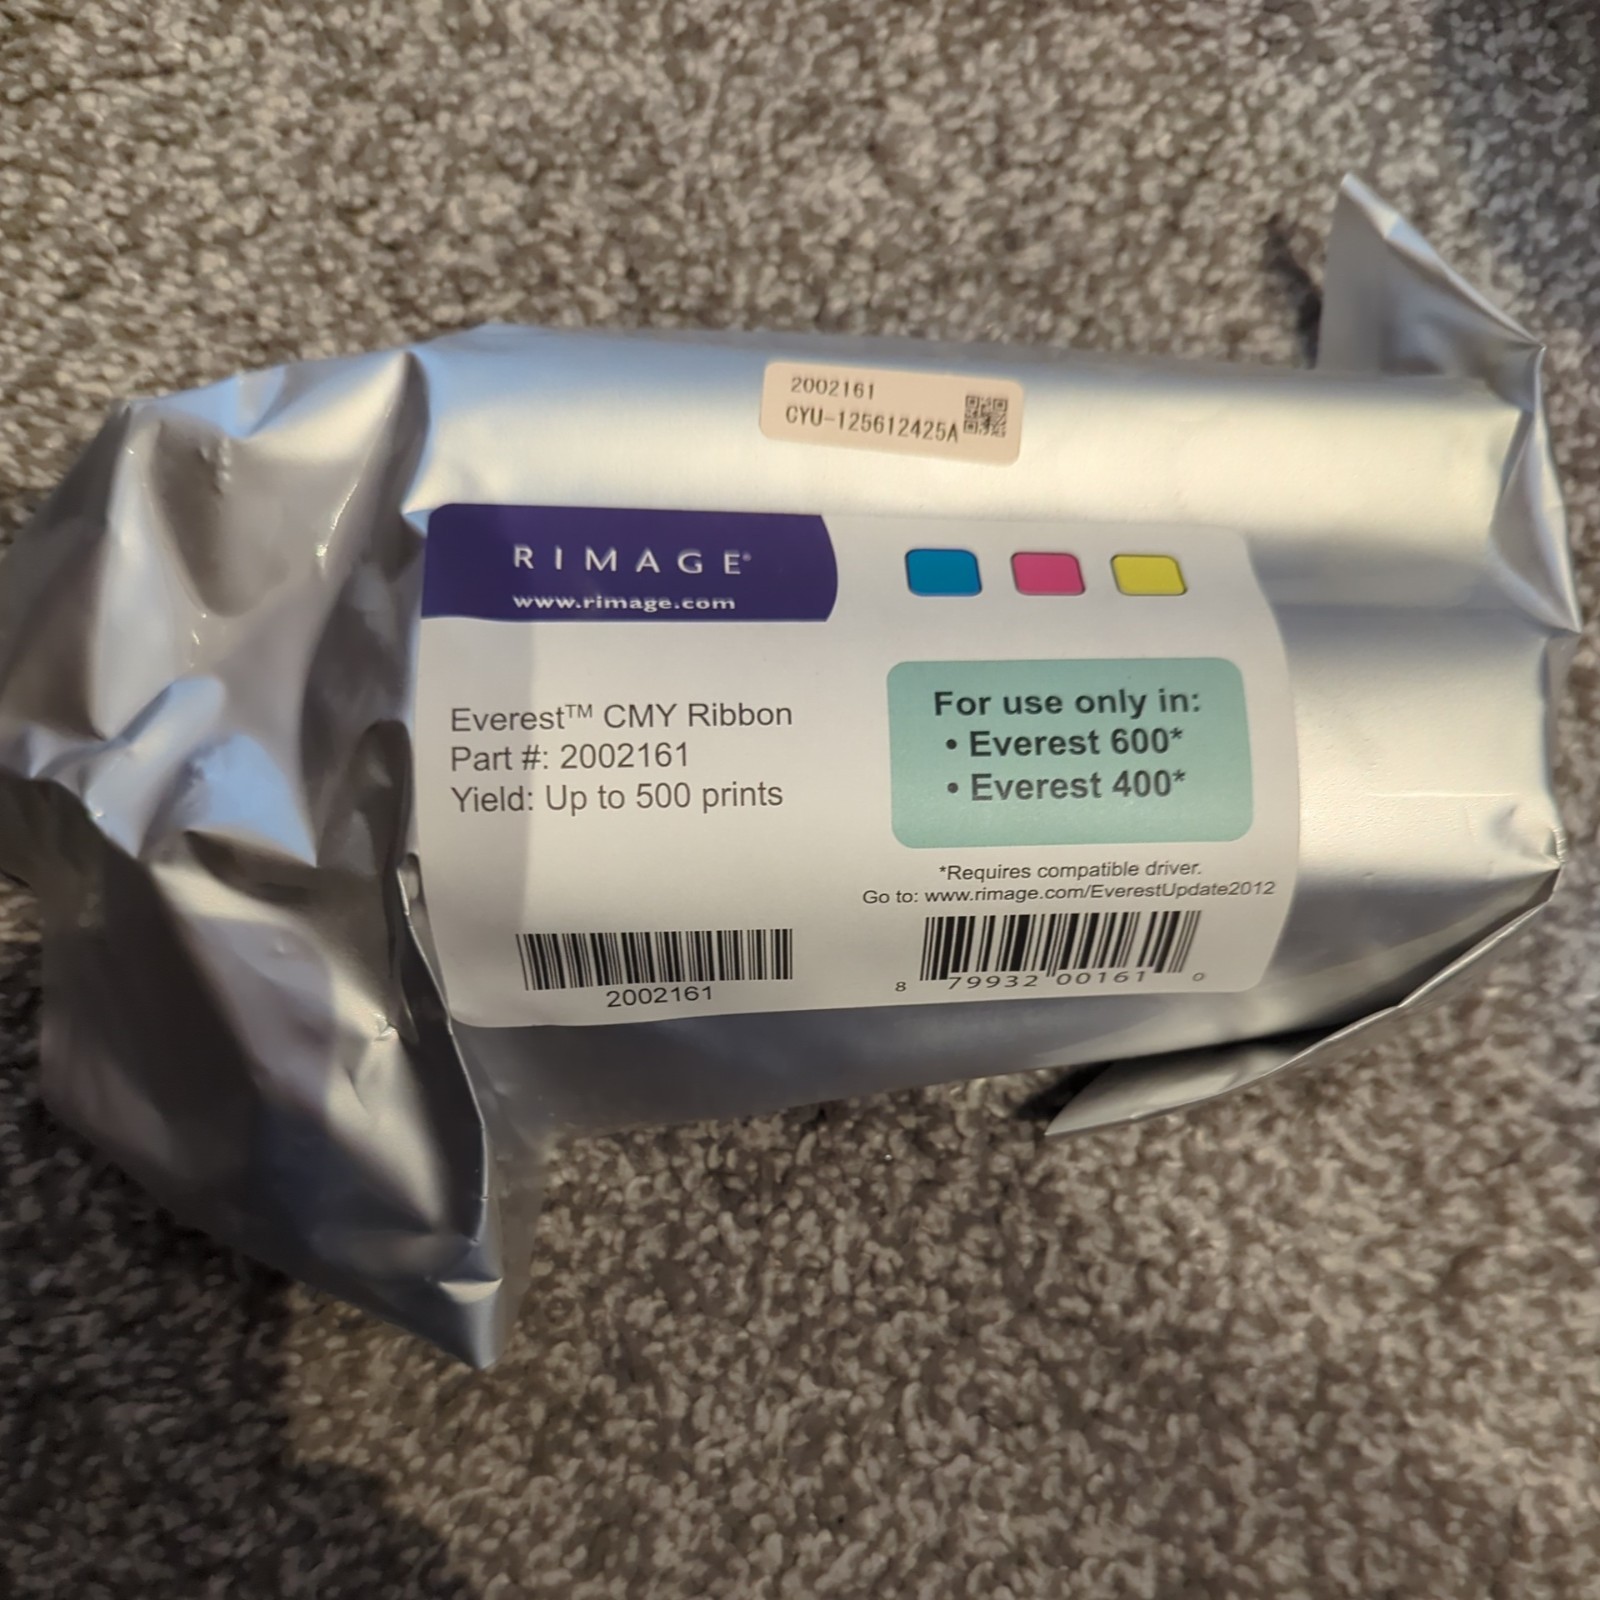 2002161
CYU-125612425A
RIMAGE®
www.rimage.com
Everest™ CMY Ribbon
Part #: 2002161
Yield: Up to 500 prints
For use only in:
• Everest 600*
• Everest 400*
*Requires compatible driver.
Go to: www.rimage.com/EverestUpdate2012
2002161
8 79932 00161 0